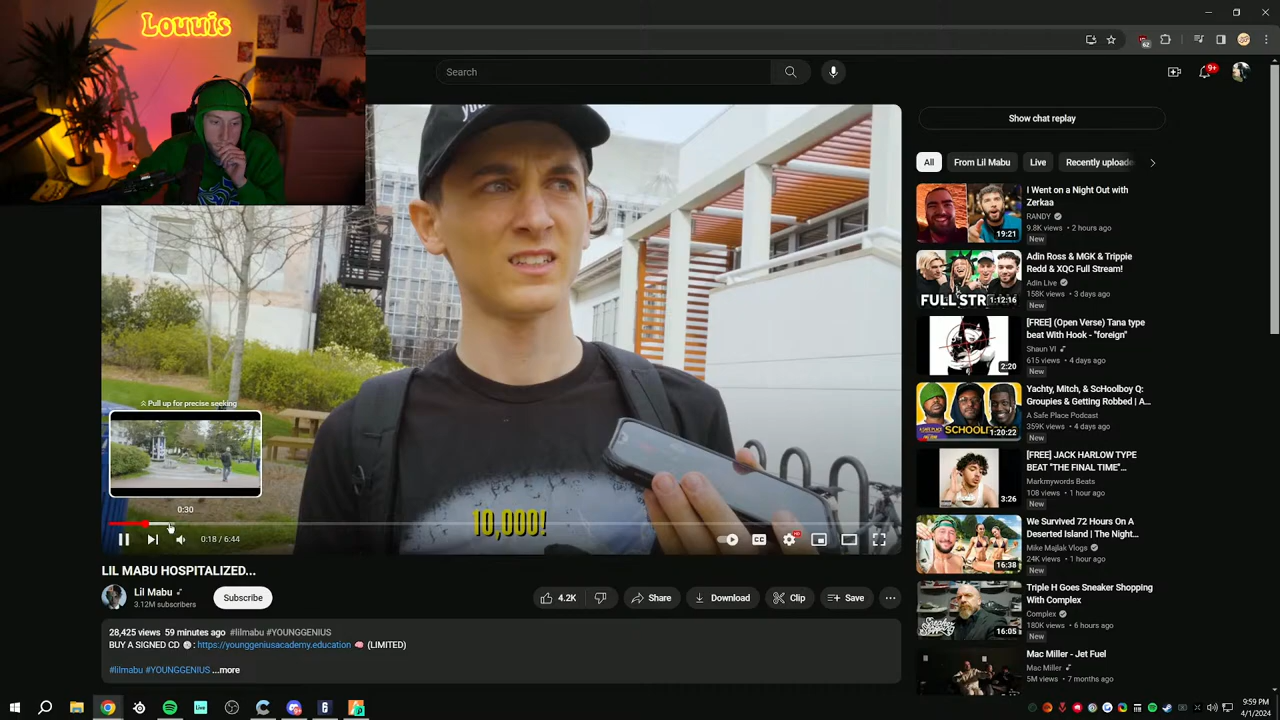 Louuis
Search
9+
62
Show chat replay
All
From Lil Mabu
Live
Recently uploade
I Went on a Night Out with
Zerkaa
RANDY
9.8K views • 2 hours ago
New
19:21
Adin Ross & MGK & Trippie
Redd & XQC Full Stream!
Adin Live
158K views • 3 days ago
New
FULL STR
1:12:16
[FREE] (Open Verse) Tana type
beat With Hook - "foreign"
Shaun VI
615 views • 4 days ago
New
2:20
Yachty, Mitch, & ScHoolboy Q:
Groupies & Getting Robbed | A...
A Safe Place Podcast
359K views • 4 days ago
New
1:20:22
[FREE] JACK HARLOW TYPE
BEAT "THE FINAL TIME"...
Markmywords Beats
108 views • 1 hour ago
New
3:26
We Survived 72 Hours On A
Deserted Island | The Night...
Mike Majlak Vlogs
24K views • 1 hour ago
New
16:38
Triple H Goes Sneaker Shopping
With Complex
Complex
180K views • 6 hours ago
New
16:05
Mac Miller - Jet Fuel
Mac Miller
5M views • 7 months ago
Pull up for precise seeking
0:30
10,000!
0:18 / 6:44
CC
HD
LIL MABU HOSPITALIZED...
Lil Mabu
3.12M subscribers
Subscribe
4.2K
Share
Download
Clip
Save
28,425 views 59 minutes ago #lilmabu #YOUNGGENIUS
BUY A SIGNED CD 💿: https://younggeniusacademy.education 🧠 (LIMITED)
#lilmabu #YOUNGGENIUS ...more
Live
9:59 PM
4/1/2024